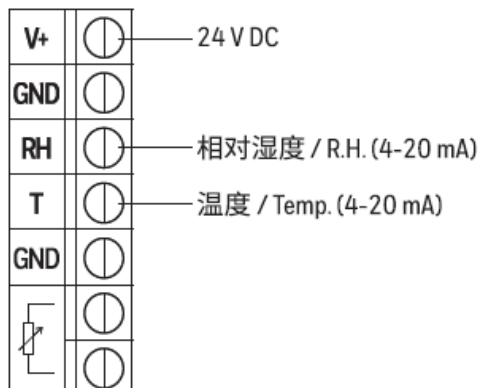 V+ 24 V DC
GND
RH 相对湿度 / R.H. (4-20 mA)
T 温度 / Temp. (4-20 mA)
GND